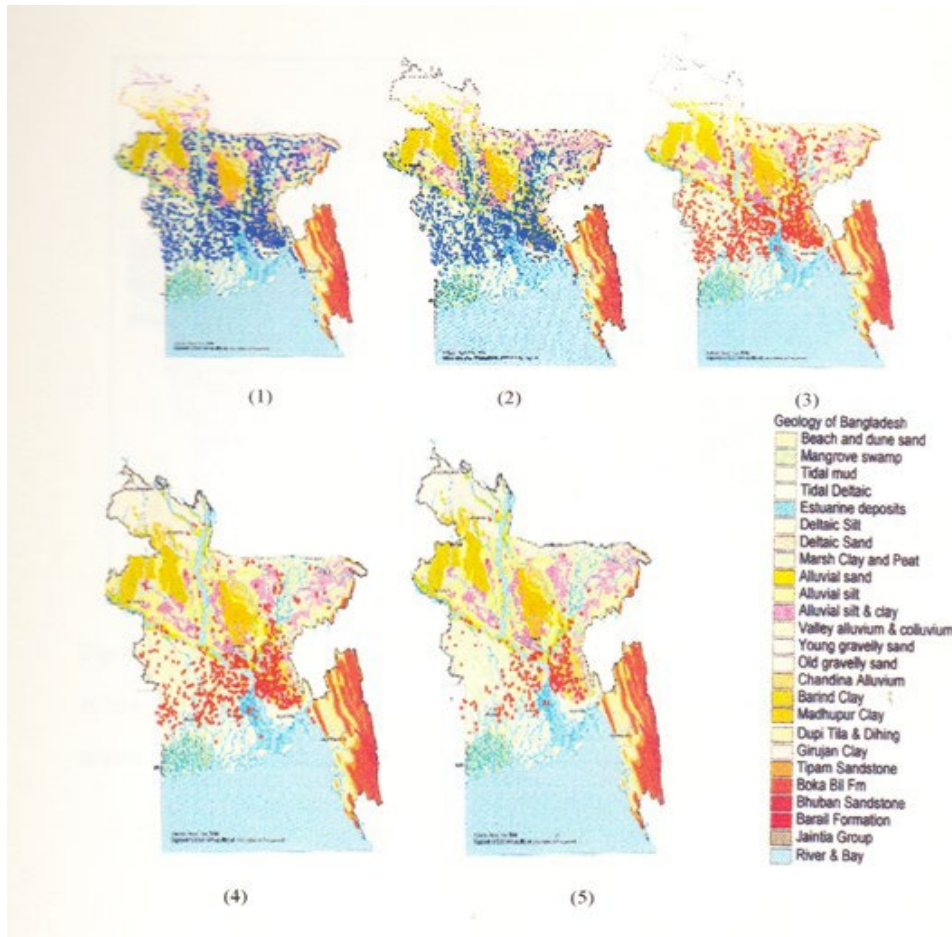 (1)
(2)
(3)
Geology of Bangladesh
Beach and dune sand
Mangrove swamp
Tidal mud
Tidal Deltaic
Estuarine deposits
Deltaic Silt
Deltaic Sand
Marsh Clay and Peat
Alluvial sand
Alluvial silt
Alluvial silt & clay
Valley alluvium & colluvium
Young gravelly sand
Old gravelly sand
Chandina Alluvium
Barind Clay
Madhupur Clay
Dupi Tila & Dihing
Girujan Clay
Tipam Sandstone
Boka Bil Fm
Bhuban Sandstone
Barail Formation
Jaintia Group
River & Bay
(4)
(5)